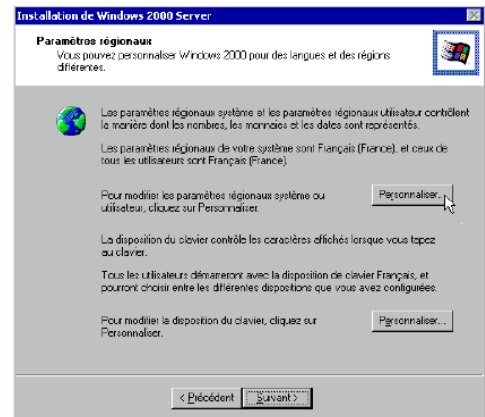 Installation de Windows 2000 Server
Paramètres régionaux
Vous pouvez personnaliser Windows 2000 pour des langues et des régions
différentes.
Les paramètres régionaux système et les paramètres régionaux utilisateur contrôlent
la manière dont les nombres, les monnaies et les dates sont représentés.
Les paramètres régionaux de votre système sont Français (France), et ceux de
tous les utilisateurs sont Français (France).
Pour modifier les paramètres régionaux système ou
utilisateur, cliquez sur Personnaliser.
Personnaliser...
La disposition du clavier contrôle les caractères affichés lorsque vous tapez
au clavier.
Tous les utilisateurs démarreront avec la disposition de clavier Français, et
pourront choisir entre les différentes dispositions que vous avez configurées.
Pour modifier la disposition du clavier, cliquez sur
Personnaliser.
Personnaliser...
< Précédent
Suivant >